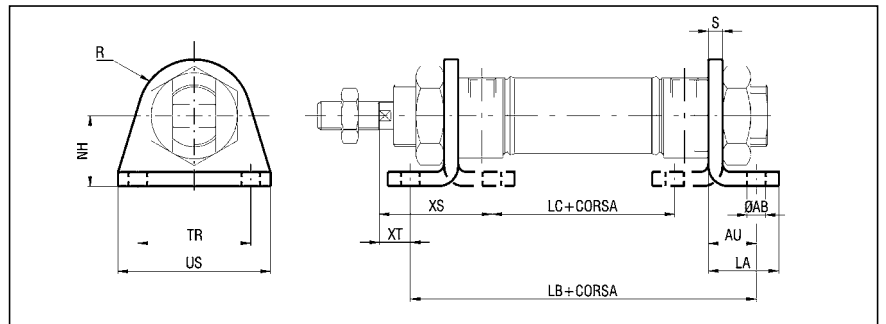 S
R
NH
TR
US
XS
LC+CORSA
ØAB
XT
AU
LA
LB+CORSA